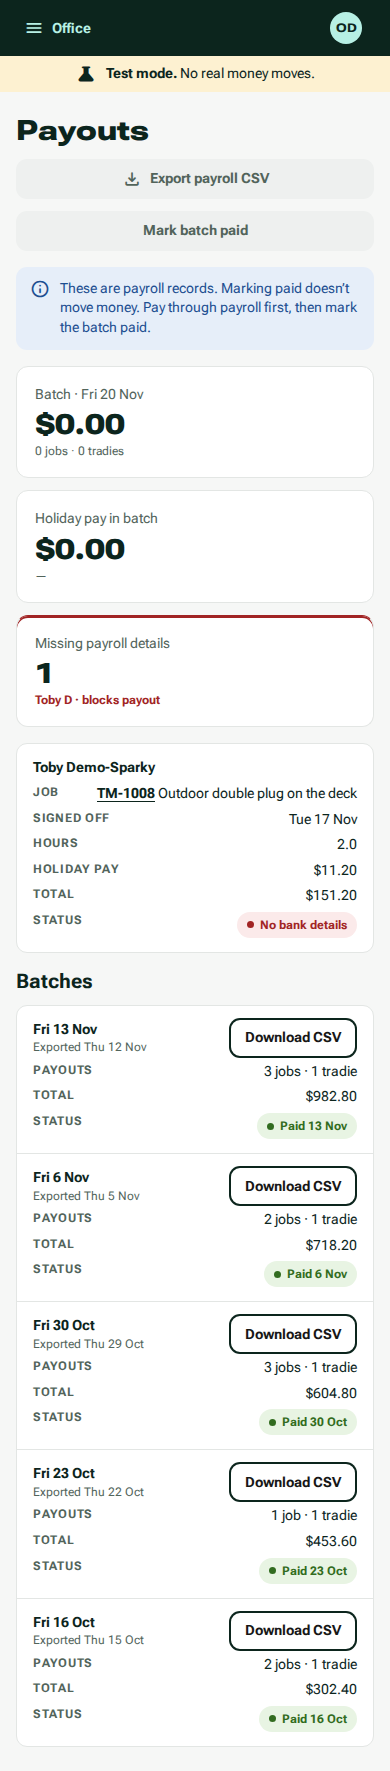 Office
OD
Test mode. No real money moves.
Payouts
Export payroll CSV
Mark batch paid
These are payroll records. Marking paid doesn't
move money. Pay through payroll first, then mark
the batch paid.
Batch · Fri 20 Nov
$0.00
0 jobs · 0 tradies
Holiday pay in batch
$0.00
—
Missing payroll details
1
Toby D · blocks payout
Toby Demo-Sparky
JOB TM-1008 Outdoor double plug on the deck
SIGNED OFF Tue 17 Nov
HOURS 2.0
HOLIDAY PAY $11.20
TOTAL $151.20
STATUS No bank details
Batches
Fri 13 Nov
Exported Thu 12 Nov
Download CSV
PAYOUTS 3 jobs · 1 tradie
TOTAL $982.80
STATUS Paid 13 Nov
Fri 6 Nov
Exported Thu 5 Nov
Download CSV
PAYOUTS 2 jobs · 1 tradie
TOTAL $718.20
STATUS Paid 6 Nov
Fri 30 Oct
Exported Thu 29 Oct
Download CSV
PAYOUTS 3 jobs · 1 tradie
TOTAL $604.80
STATUS Paid 30 Oct
Fri 23 Oct
Exported Thu 22 Oct
Download CSV
PAYOUTS 1 job · 1 tradie
TOTAL $453.60
STATUS Paid 23 Oct
Fri 16 Oct
Exported Thu 15 Oct
Download CSV
PAYOUTS 2 jobs · 1 tradie
TOTAL $302.40
STATUS Paid 16 Oct